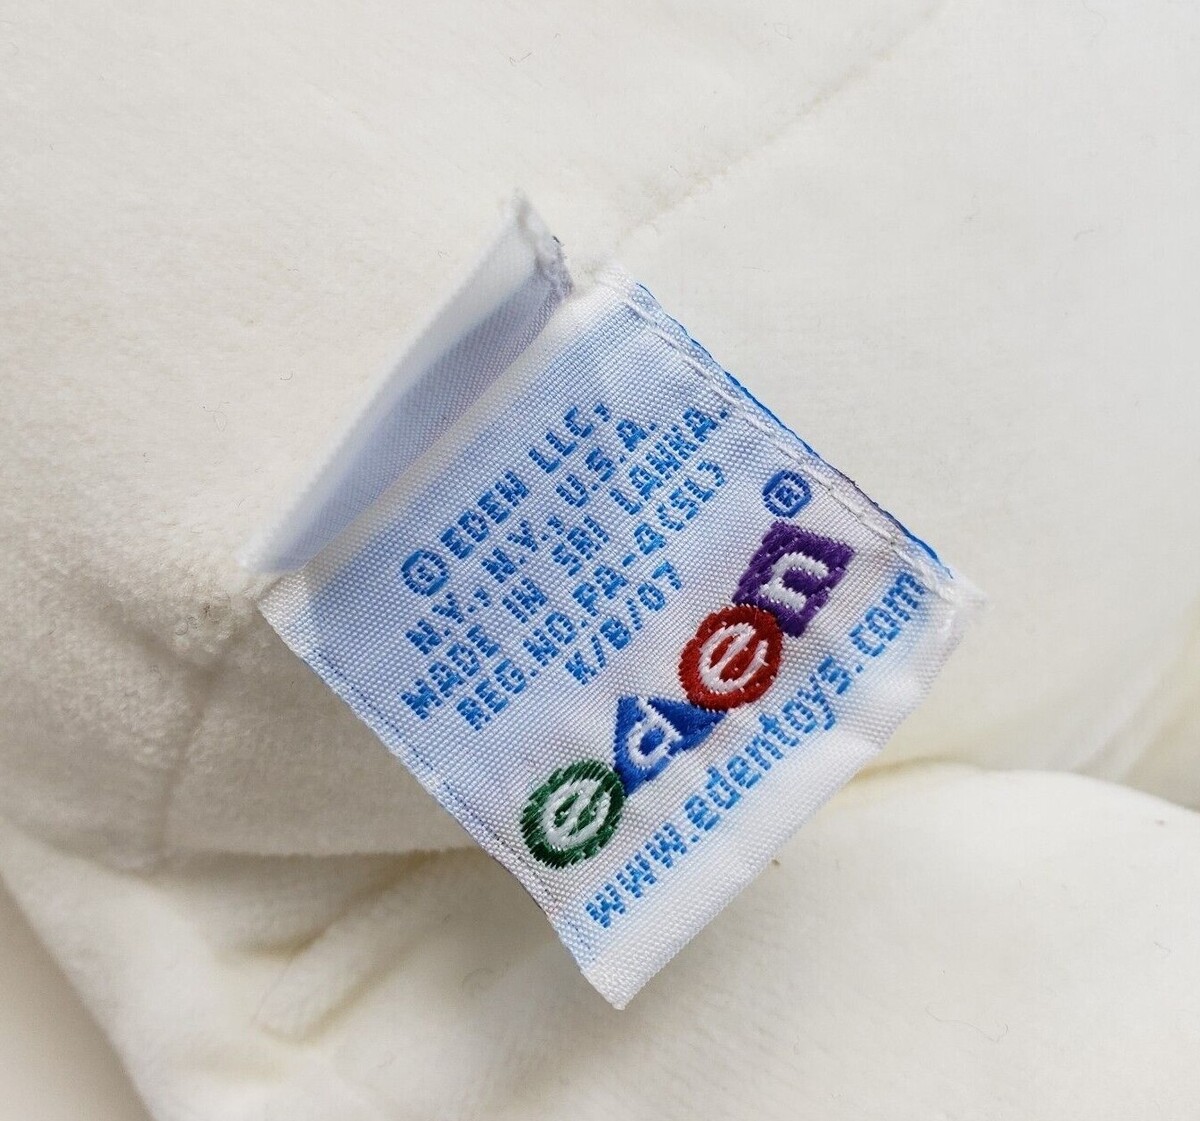 © EDEN LLC,
N.Y., N.Y., U.S.A.
MADE IN SRI LANKA.
REG NO. PA-4(SL)
K/B/07
eden®
www.edentoys.com